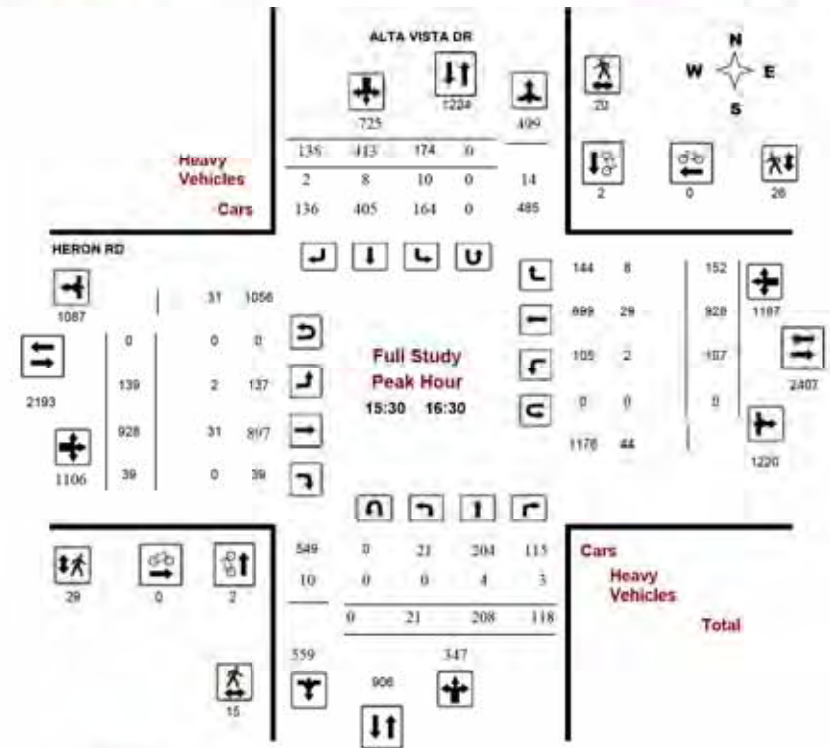 ALTA VISTA DR
N
W E
S
1224
20
725 499
138 413 174 0
Heavy
Vehicles 2 8 10 0 14
2 0 26
Cars 136 405 164 0 485
HERON RD
144 8 152
31 1056
1087
899 29 928 1187
0 0 0
Full Study
105 2 107
139 2 137
Peak Hour
2407
2193
15:30 16:30
0 0 0
928 31 897
1176 44
1106 39 0 39
1220
549 0 21 204 115 Cars
10 0 0 4 3 Heavy
Vehicles
29 0 2
0 21 208 118 Total
559 347
906
15